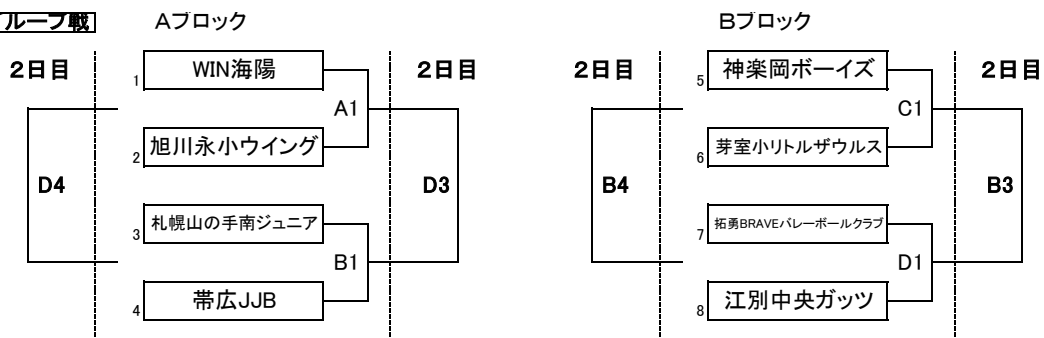 ループ戦
Aブロック
Bブロック
2日目
2日目
2日目
2日目
1 WIN海陽
A1
2 旭川永小ウイング
D4
D3
3 札幌山の手南ジュニア
B1
4 帯広JJB
5 神楽岡ボーイズ
C1
6 芽室小リトルザウルス
B4
B3
7 拓勇BRAVEバレーボールクラブ
D1
8 江別中央ガッツ